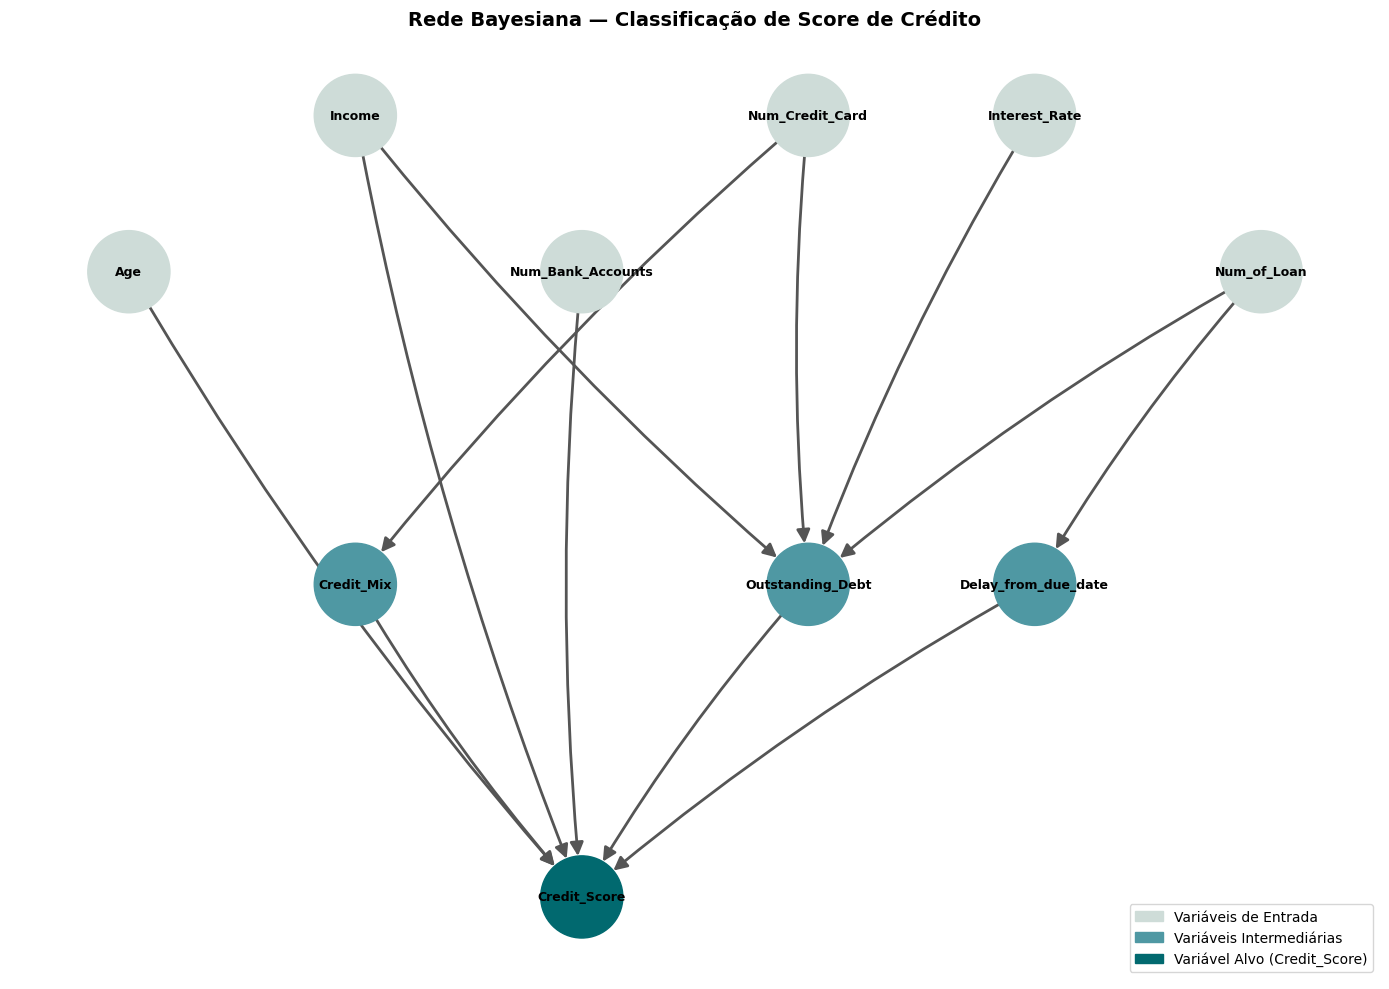 Rede Bayesiana — Classificação de Score de Crédito
Income
Num_Credit_Card
Interest_Rate
Age
Num_Bank_Accounts
Num_of_Loan
Credit_Mix
Outstanding_Debt
Delay_from_due_date
Credit_Score
Variáveis de Entrada
Variáveis Intermediárias
Variável Alvo (Credit_Score)